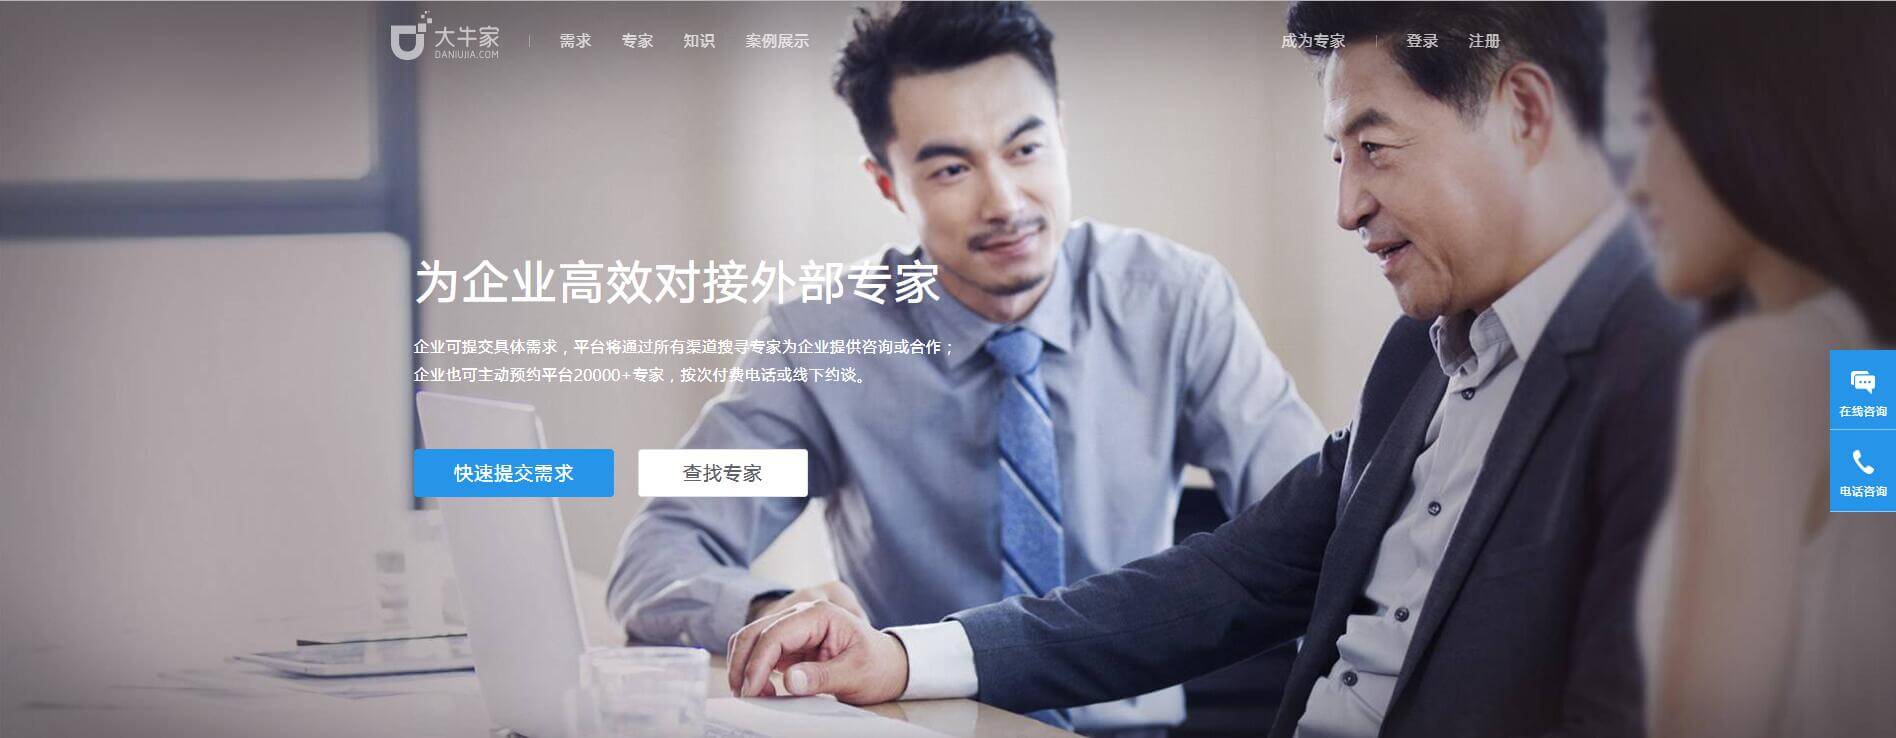 大牛家
DANIUJIA.COM
需求
专家
知识
案例展示
成为专家
登录
注册
为企业高效对接外部专家
企业可提交具体需求，平台将通过所有渠道搜寻专家为企业提供咨询或合作；
企业也可主动预约平台20000+专家，按次付费电话或线下约谈。
快速提交需求
查找专家
在线咨询
电话咨询